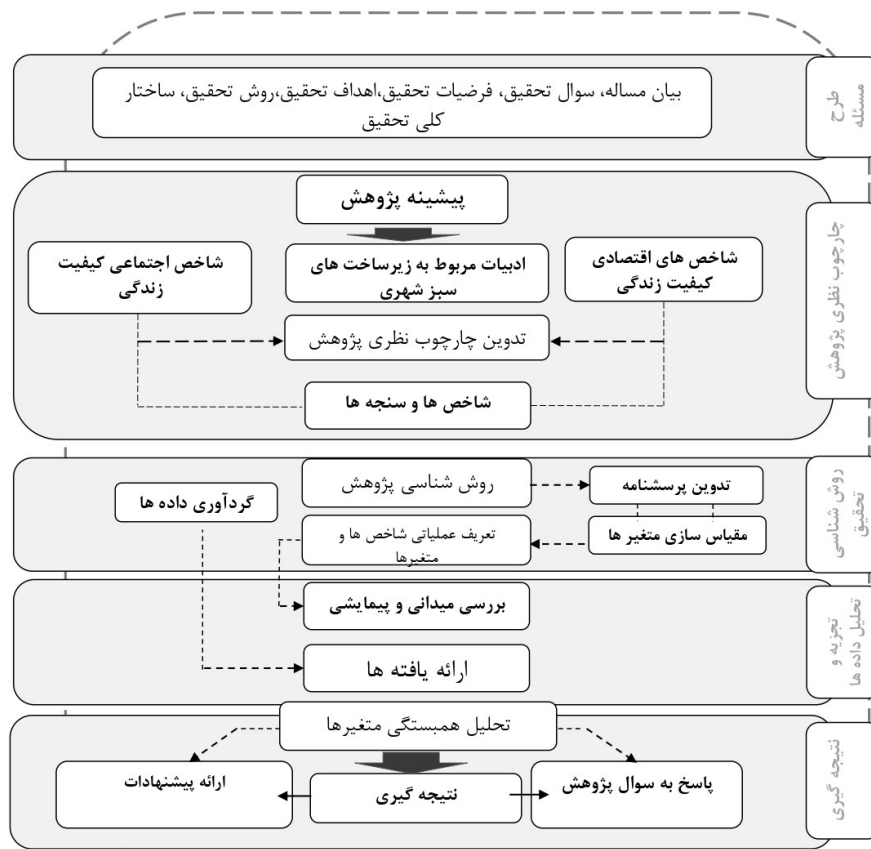 طرح
مسئله
بیان مساله، سوال تحقیق، فرضیات تحقیق،اهداف تحقیق،روش تحقیق، ساختار
کلی تحقیق
چارچوب نظری پژوهش
پیشینه پژوهش
شاخص های اقتصادی
کیفیت زندگی
ادبیات مربوط به زیرساخت های
سبز شهری
شاخص اجتماعی کیفیت
زندگی
تدوین چارچوب نظری پژوهش
شاخص ها و سنجه ها
روش شناسی
تحقیق
روش شناسی پژوهش
تدوین پرسشنامه
گردآوری داده ها
مقیاس سازی متغیر ها
تعریف عملیاتی شاخص ها و
متغیرها
تجزیه و
تحلیل داده ها
بررسی میدانی و پیمایشی
ارائه یافته ها
نتیجه گیری
تحلیل همبستگی متغیرها
پاسخ به سوال پژوهش
نتیجه گیری
ارائه پیشنهادات